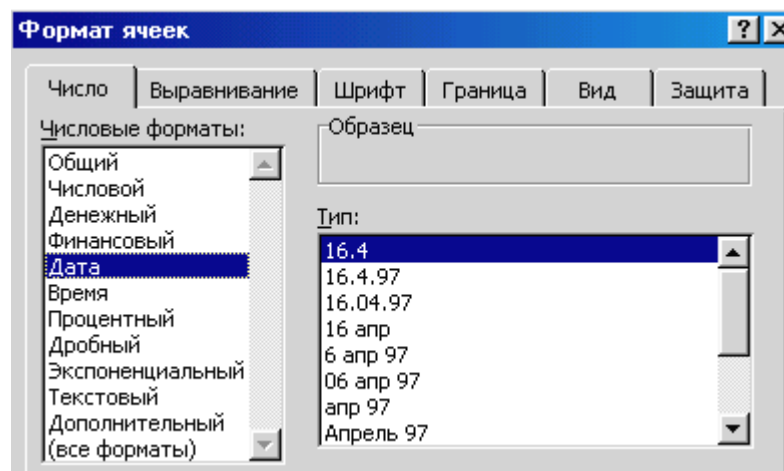 Формат ячеек
Число Выравнивание Шрифт Граница Вид Защита
Числовые форматы:
Общий
Числовой
Денежный
Финансовый
Дата
Время
Процентный
Дробный
Экспоненциальный
Текстовый
Дополнительный
(все форматы)
Образец
Тип:
16.4
16.4.97
16.04.97
16 апр
6 апр 97
06 апр 97
апр 97
Апрель 97